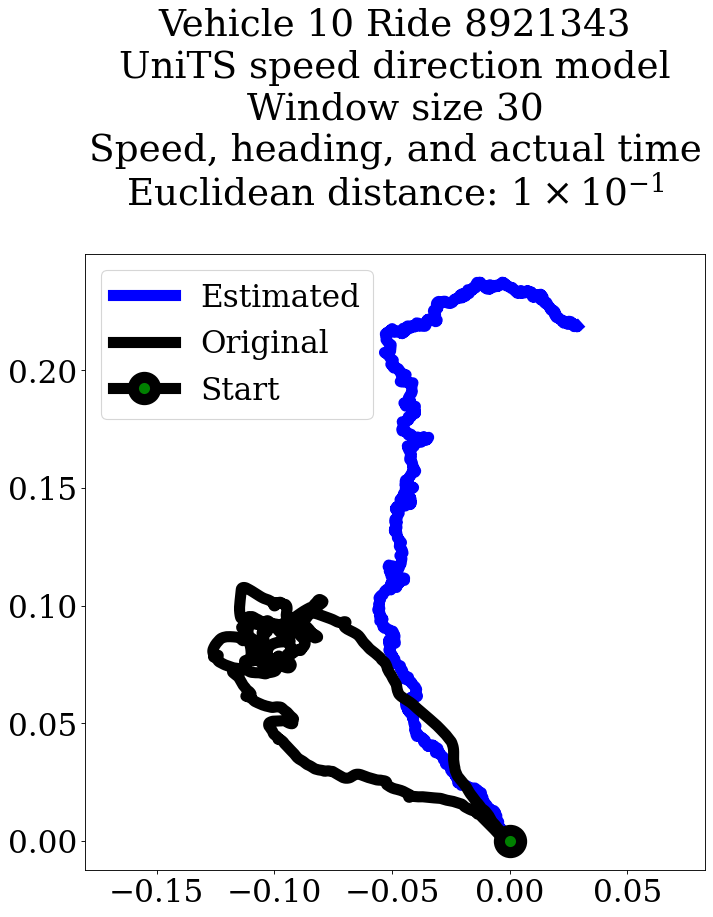 Vehicle 10 Ride 8921343
UniTS speed direction model
Window size 30
Speed, heading, and actual time
Euclidean distance: 1 × 10⁻¹
Estimated
Original
Start
0.20
0.15
0.10
0.05
0.00
−0.15
−0.10
−0.05
0.00
0.05